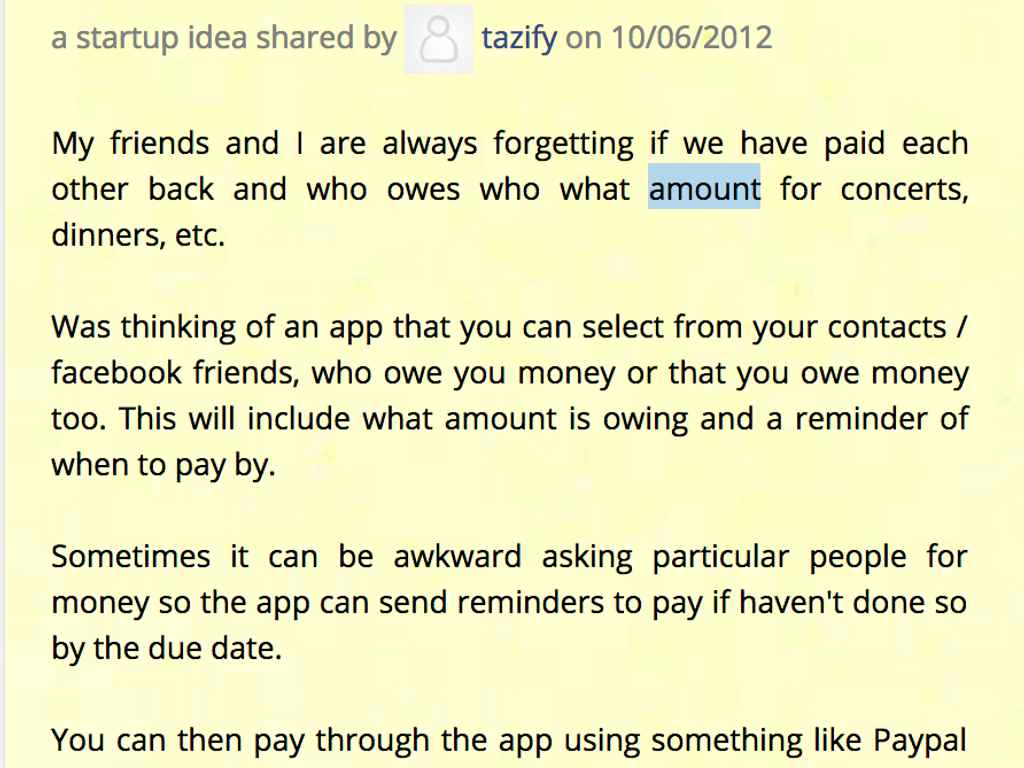 a startup idea shared by tazify on 10/06/2012
My friends and I are always forgetting if we have paid each
other back and who owes who what amount for concerts,
dinners, etc.
Was thinking of an app that you can select from your contacts /
facebook friends, who owe you money or that you owe money
too. This will include what amount is owing and a reminder of
when to pay by.
Sometimes it can be awkward asking particular people for
money so the app can send reminders to pay if haven't done so
by the due date.
You can then pay through the app using something like Paypal